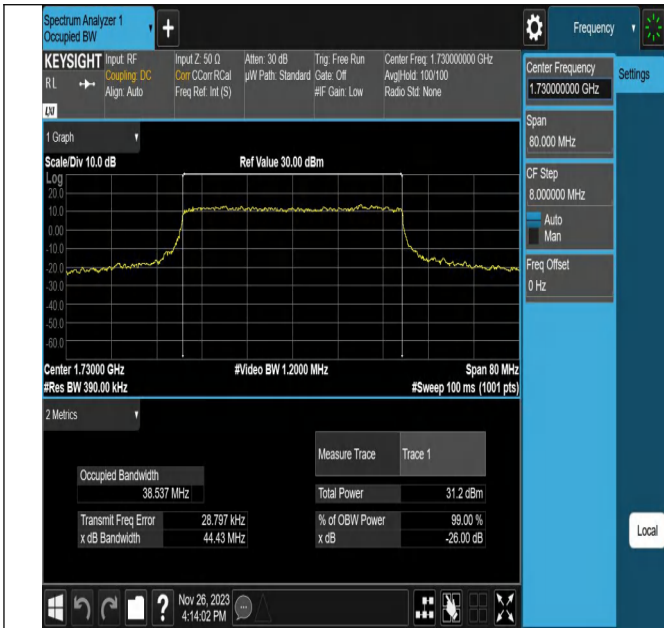 Spectrum Analyzer 1
Occupied BW
+
Frequency
KEYSIGHT
RL
LXI
Input: RF
Coupling: DC
Align: Auto
Input Z: 50 Ω
Corr CCorr RCal
Freq Ref: Int (S)
Atten: 30 dB
µW Path: Standard
Trig: Free Run
Gate: Off
#IF Gain: Low
Center Freq: 1.730000000 GHz
Avg|Hold: 100/100
Radio Std: None
Center Frequency
1.730000000 GHz
Settings
Span
80.000 MHz
CF Step
8.000000 MHz
Auto
Man
Freq Offset
0 Hz
Local
1 Graph
Scale/Div 10.0 dB
Ref Value 30.00 dBm
Log
20.0
10.0
0.00
-10.0
-20.0
-30.0
-40.0
-50.0
-60.0
Center 1.73000 GHz
#Video BW 1.2000 MHz
Span 80 MHz
#Res BW 390.00 kHz
#Sweep 100 ms (1001 pts)
2 Metrics
Measure Trace
Trace 1
Occupied Bandwidth
38.537 MHz
Total Power
31.2 dBm
Transmit Freq Error
28.797 kHz
% of OBW Power
99.00 %
x dB Bandwidth
44.43 MHz
x dB
-26.00 dB
?
Nov 26, 2023
4:14:02 PM